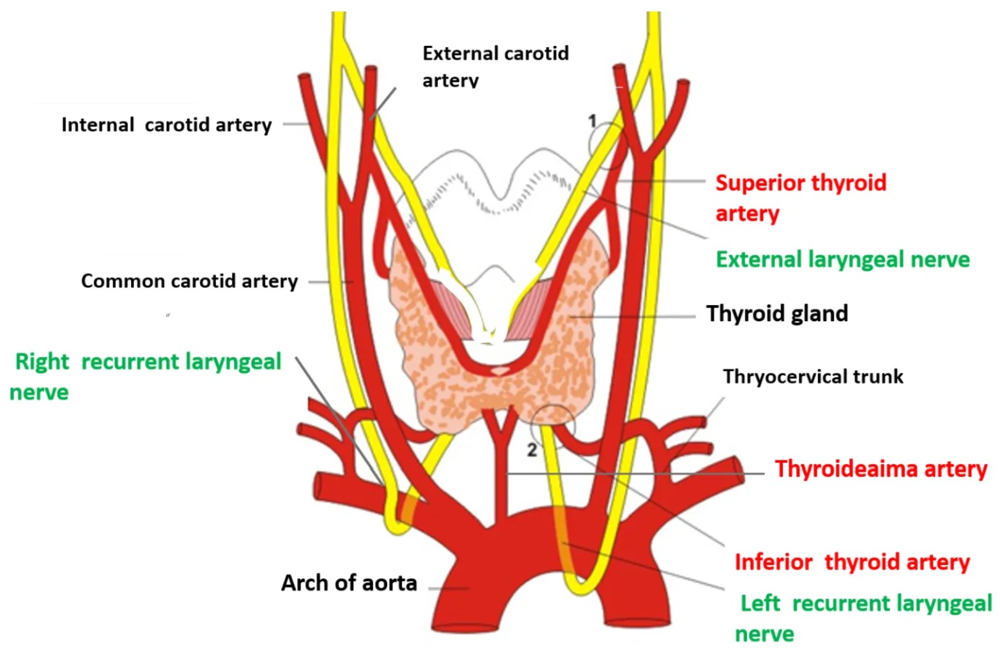 External carotid
artery
Internal carotid artery
1
Superior thyroid
artery
External laryngeal nerve
Common carotid artery
Thyroid gland
Right recurrent laryngeal
nerve
Thryocervical trunk
2
Thyroideaima artery
Inferior thyroid artery
Arch of aorta
Left recurrent laryngeal
nerve